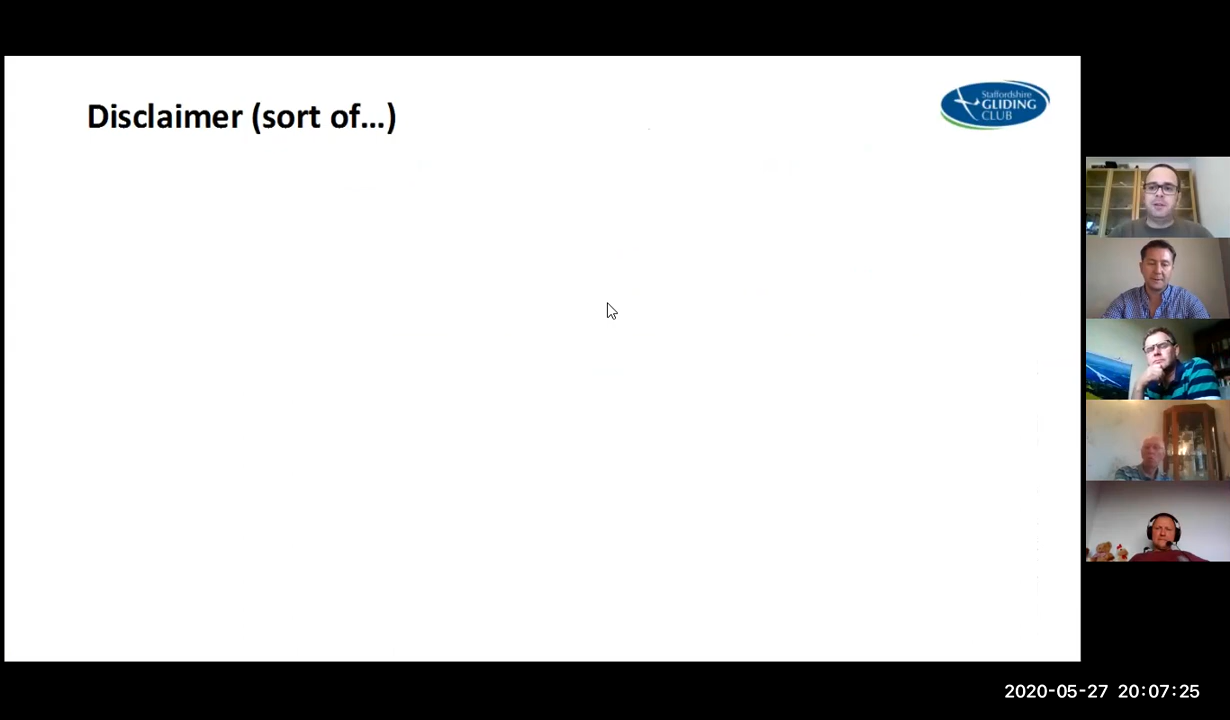 Disclaimer (sort of...)
Staffordshire
GLIDING
CLUB
2020-05-27 20:07:25